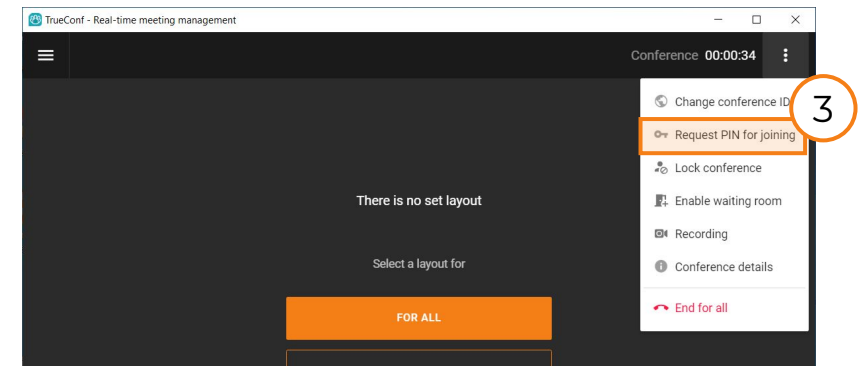 TrueConf - Real-time meeting management
Conference 00:00:34
Change conference ID
3
Request PIN for joining
Lock conference
Enable waiting room
Recording
Conference details
End for all
There is no set layout
Select a layout for
FOR ALL